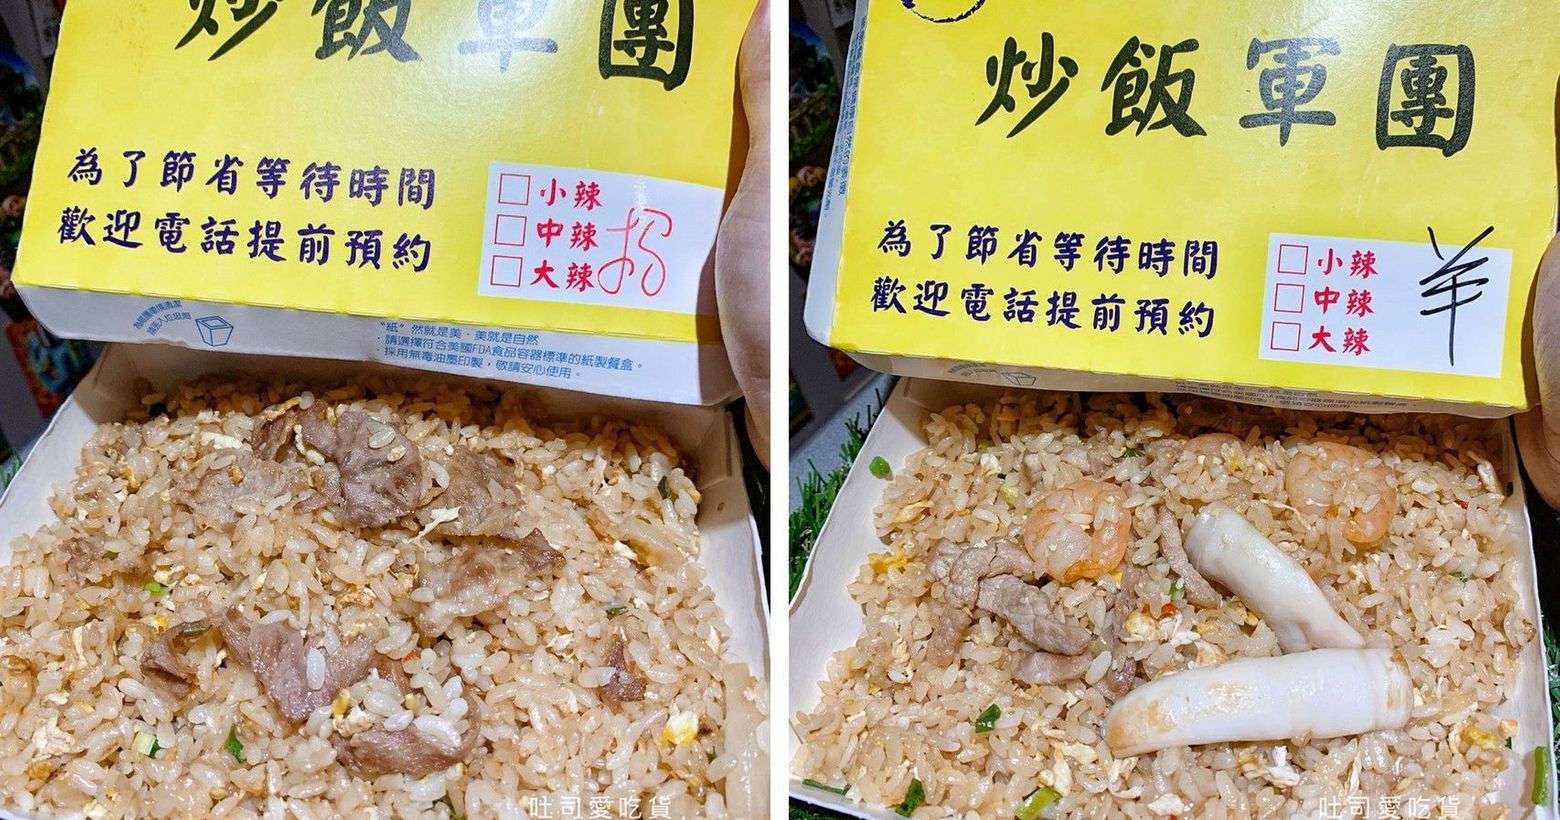 炒飯軍團
為了節省等待時間
歡迎電話提前預約
小辣
中辣
大辣
"紙"然就是美．美就是自然
．請選擇符合美國FDA食品容器標準的紙製餐盒。
採用無毒油墨印製，敬請安心使用。
吐司愛吃貨
炒飯軍團
為了節省等待時間
歡迎電話提前預約
小辣
中辣
大辣
羊
吐司愛吃貨